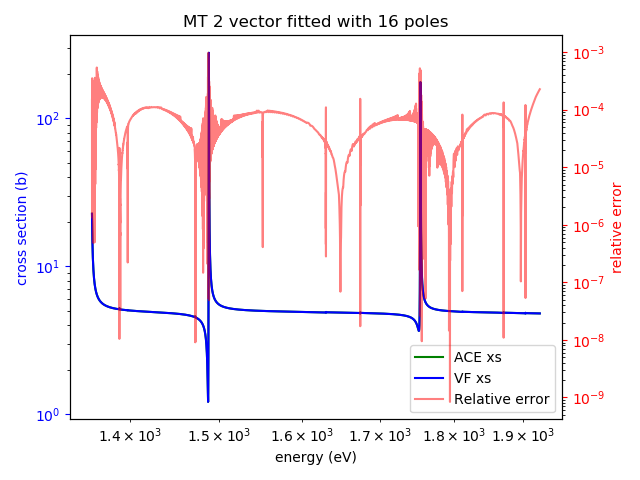 MT 2 vector fitted with 16 poles
cross section (b)
10²
10¹
10⁰
10⁻³
10⁻⁴
10⁻⁵
10⁻⁶
10⁻⁷
10⁻⁸
10⁻⁹
relative error
ACE xs
VF xs
Relative error
1.4 × 10³ 1.5 × 10³ 1.6 × 10³ 1.7 × 10³ 1.8 × 10³ 1.9 × 10³
energy (eV)